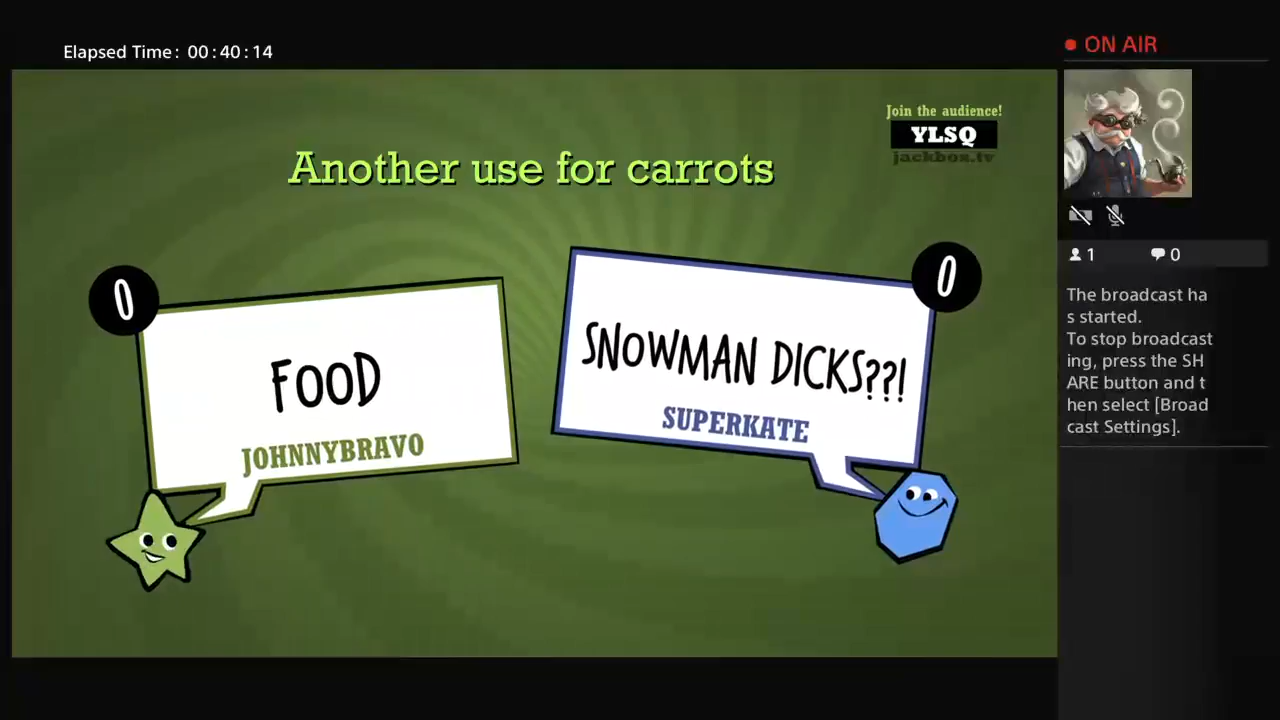 Elapsed Time: 00:40:14
ON AIR
Join the audience!
YLSQ
jackbox.tv
Another use for carrots
0
FOOD
JOHNNYBRAVO
0
SNOWMAN DICKS??!
SUPERKATE
1
0
The broadcast ha
s started.
To stop broadcast
ing, press the SH
ARE button and t
hen select [Broad
cast Settings].